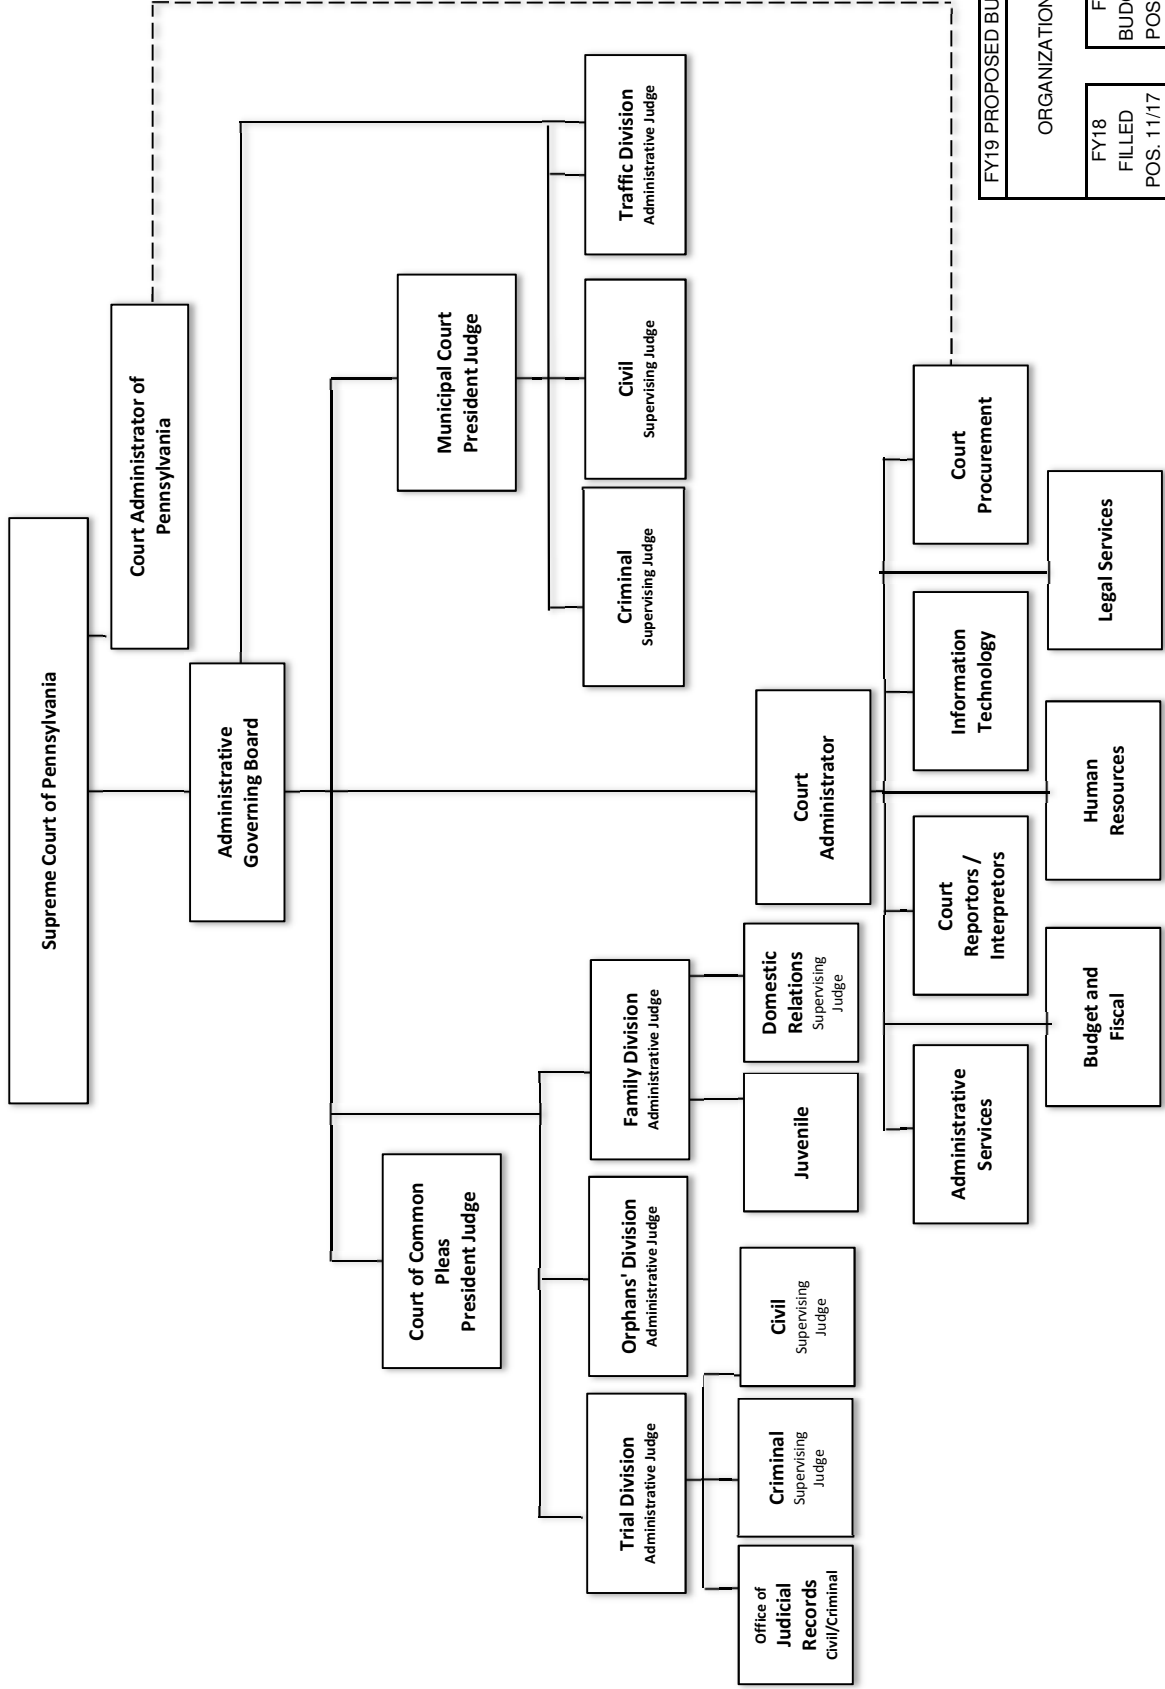 Supreme Court of Pennsylvania
Court Administrator of
Pennsylvania
Administrative
Governing Board
Court of Common
Pleas
President Judge
Municipal Court
President Judge
Trial Division
Administrative Judge
Orphans' Division
Administrative Judge
Family Division
Administrative Judge
Criminal
Supervising Judge
Civil
Supervising Judge
Traffic Division
Administrative Judge
Office of
Judicial
Records
Civil/Criminal
Criminal
Supervising
Judge
Civil
Supervising
Judge
Juvenile
Domestic
Relations
Supervising
Judge
Court
Administrator
Administrative
Services
Court
Reportors /
Interpretors
Information
Technology
Court
Procurement
Budget and
Fiscal
Human
Resources
Legal Services
FY19 PROPOSED BU
ORGANIZATION
FY18
FILLED
POS. 11/17
F
BUDG
POS